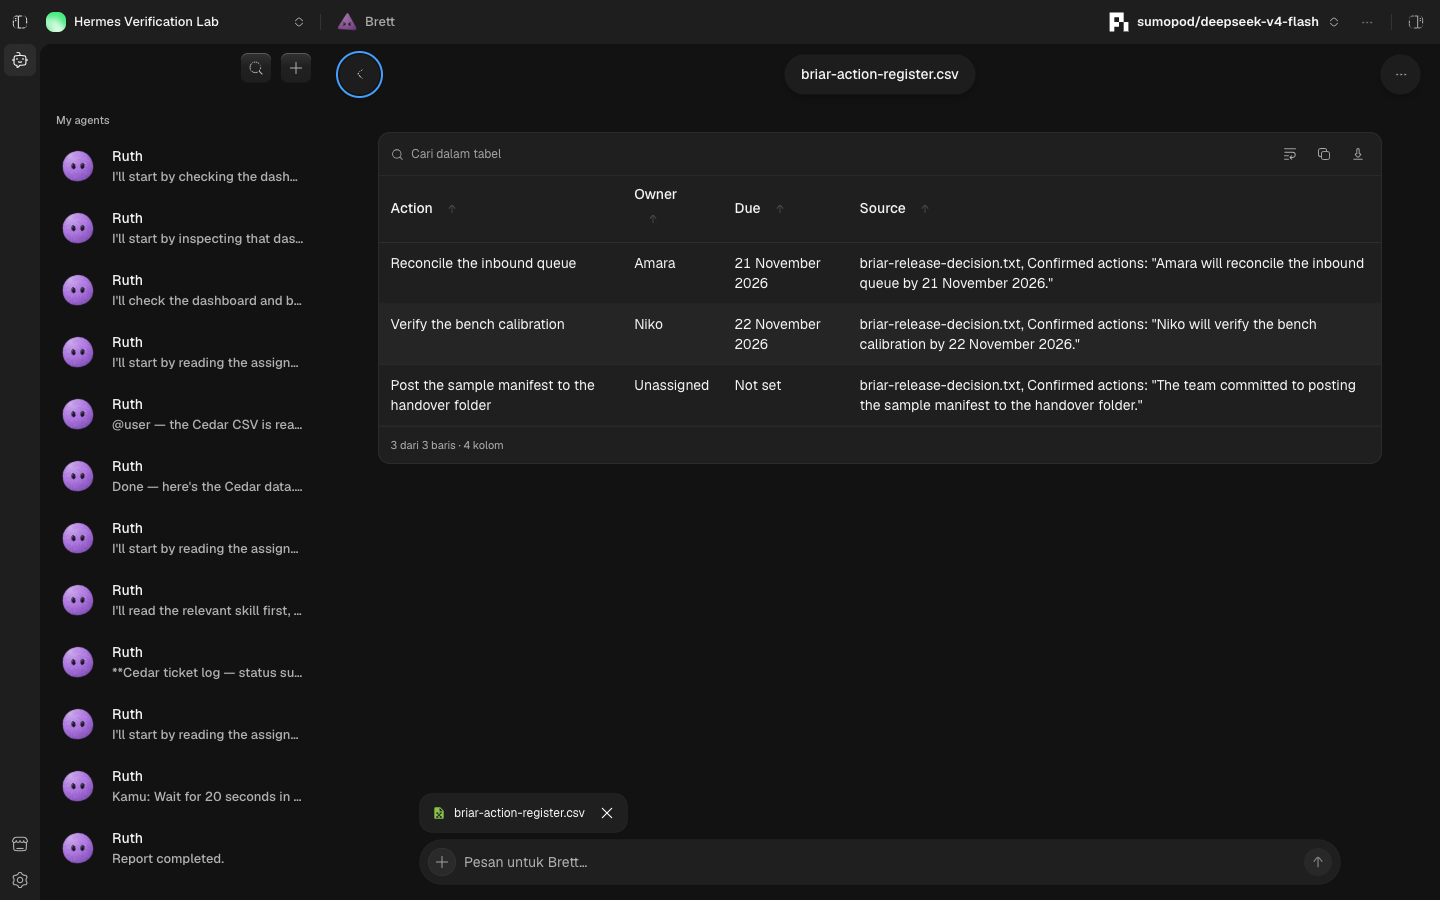 Hermes Verification Lab
Brett
sumopod/deepseek-v4-flash
briar-action-register.csv
My agents
Ruth
I'll start by checking the dash...
Ruth
I'll start by inspecting that das...
Ruth
I'll check the dashboard and b...
Ruth
I'll start by reading the assign...
Ruth
@user — the Cedar CSV is rea...
Ruth
Done — here's the Cedar data....
Ruth
I'll start by reading the assign...
Ruth
I'll read the relevant skill first, ...
Ruth
**Cedar ticket log — status su...
Ruth
I'll start by reading the assign...
Ruth
Kamu: Wait for 20 seconds in ...
Ruth
Report completed.
Cari dalam tabel
Action Owner Due Source
Reconcile the inbound queue Amara 21 November briar-release-decision.txt, Confirmed actions: "Amara will reconcile the inbound
2026 queue by 21 November 2026."
Verify the bench calibration Niko 22 November briar-release-decision.txt, Confirmed actions: "Niko will verify the bench
2026 calibration by 22 November 2026."
Post the sample manifest to the Unassigned Not set briar-release-decision.txt, Confirmed actions: "The team committed to posting
handover folder the sample manifest to the handover folder."
3 dari 3 baris · 4 kolom
briar-action-register.csv
Pesan untuk Brett...